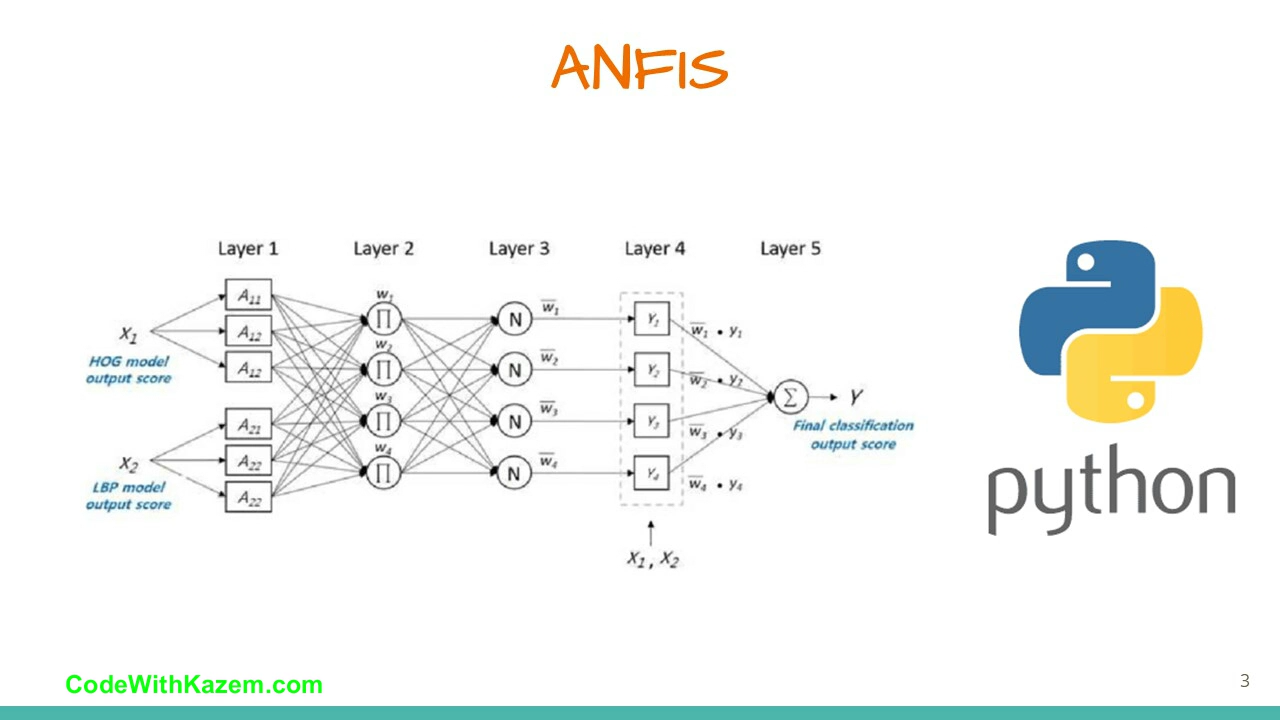 ANFIS
Layer 1 Layer 2 Layer 3 Layer 4 Layer 5
X1
HOG model
output score
X2
LBP model
output score
A11
A12
A12
A21
A22
A22
w1
∏
w2
∏
w3
∏
w4
∏
N
N
N
N
w̅1
w̅2
w̅3
w̅4
Y1
Y2
Y3
Y4
X1, X2
w̅1 • y1
w̅2 • y2
w̅3 • y3
w̅4 • y4
Σ
Y
Final classification
output score
python
CodeWithKazem.com
3